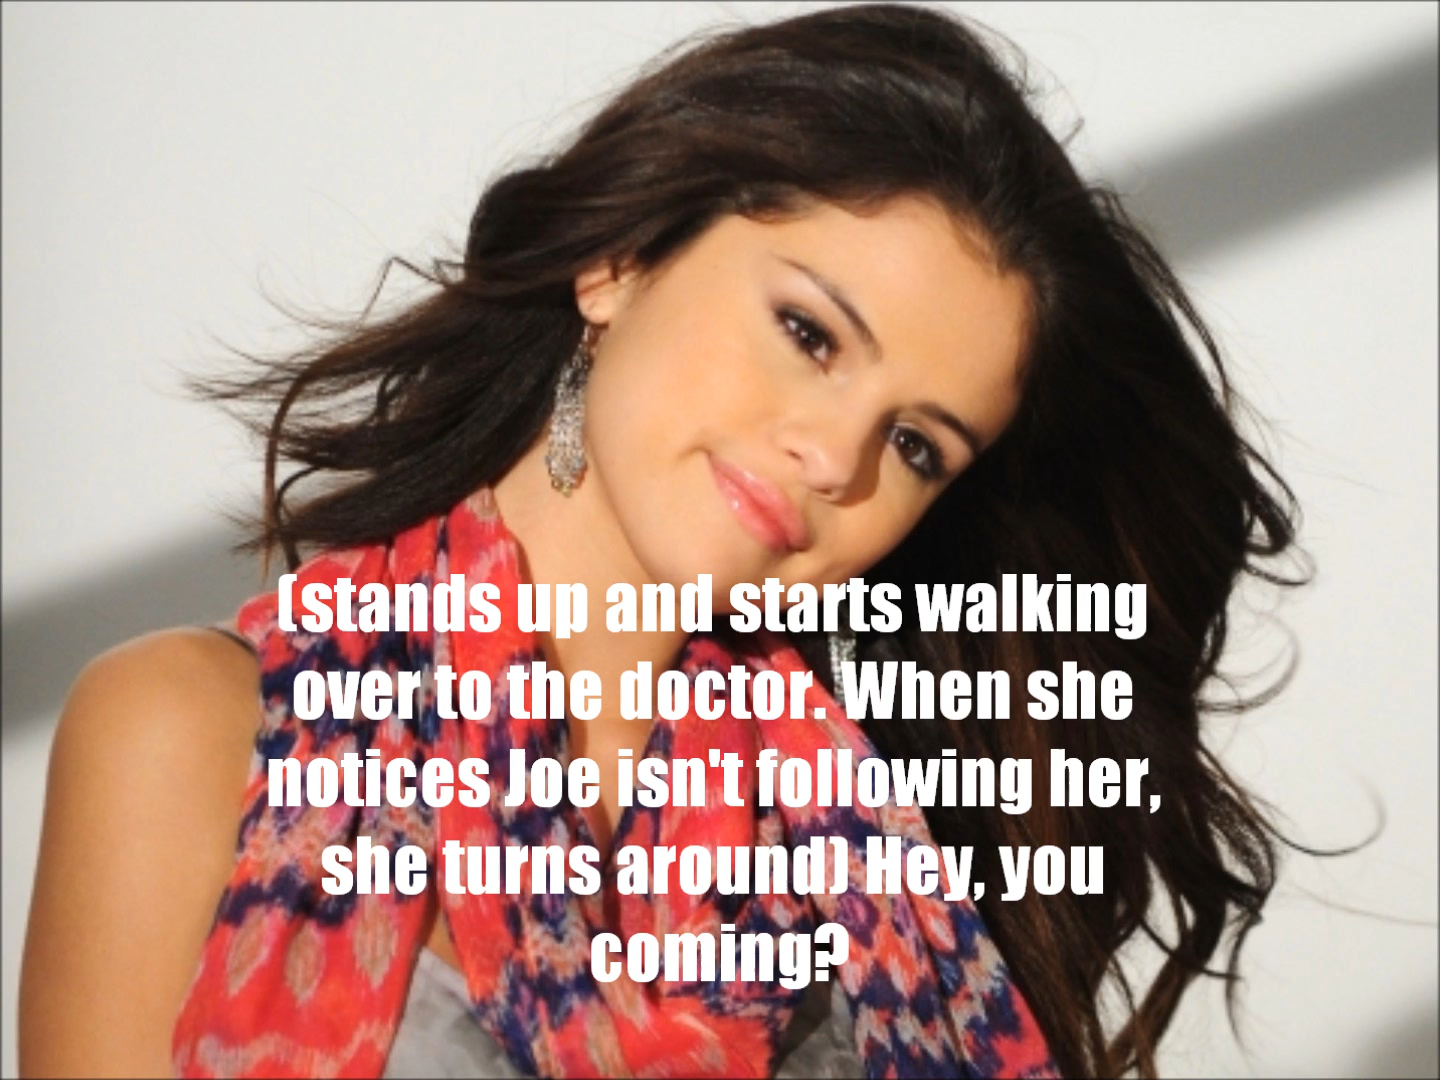 (stands up and starts walking
over to the doctor. When she
notices Joe isn't following her,
she turns around) Hey, you
coming?